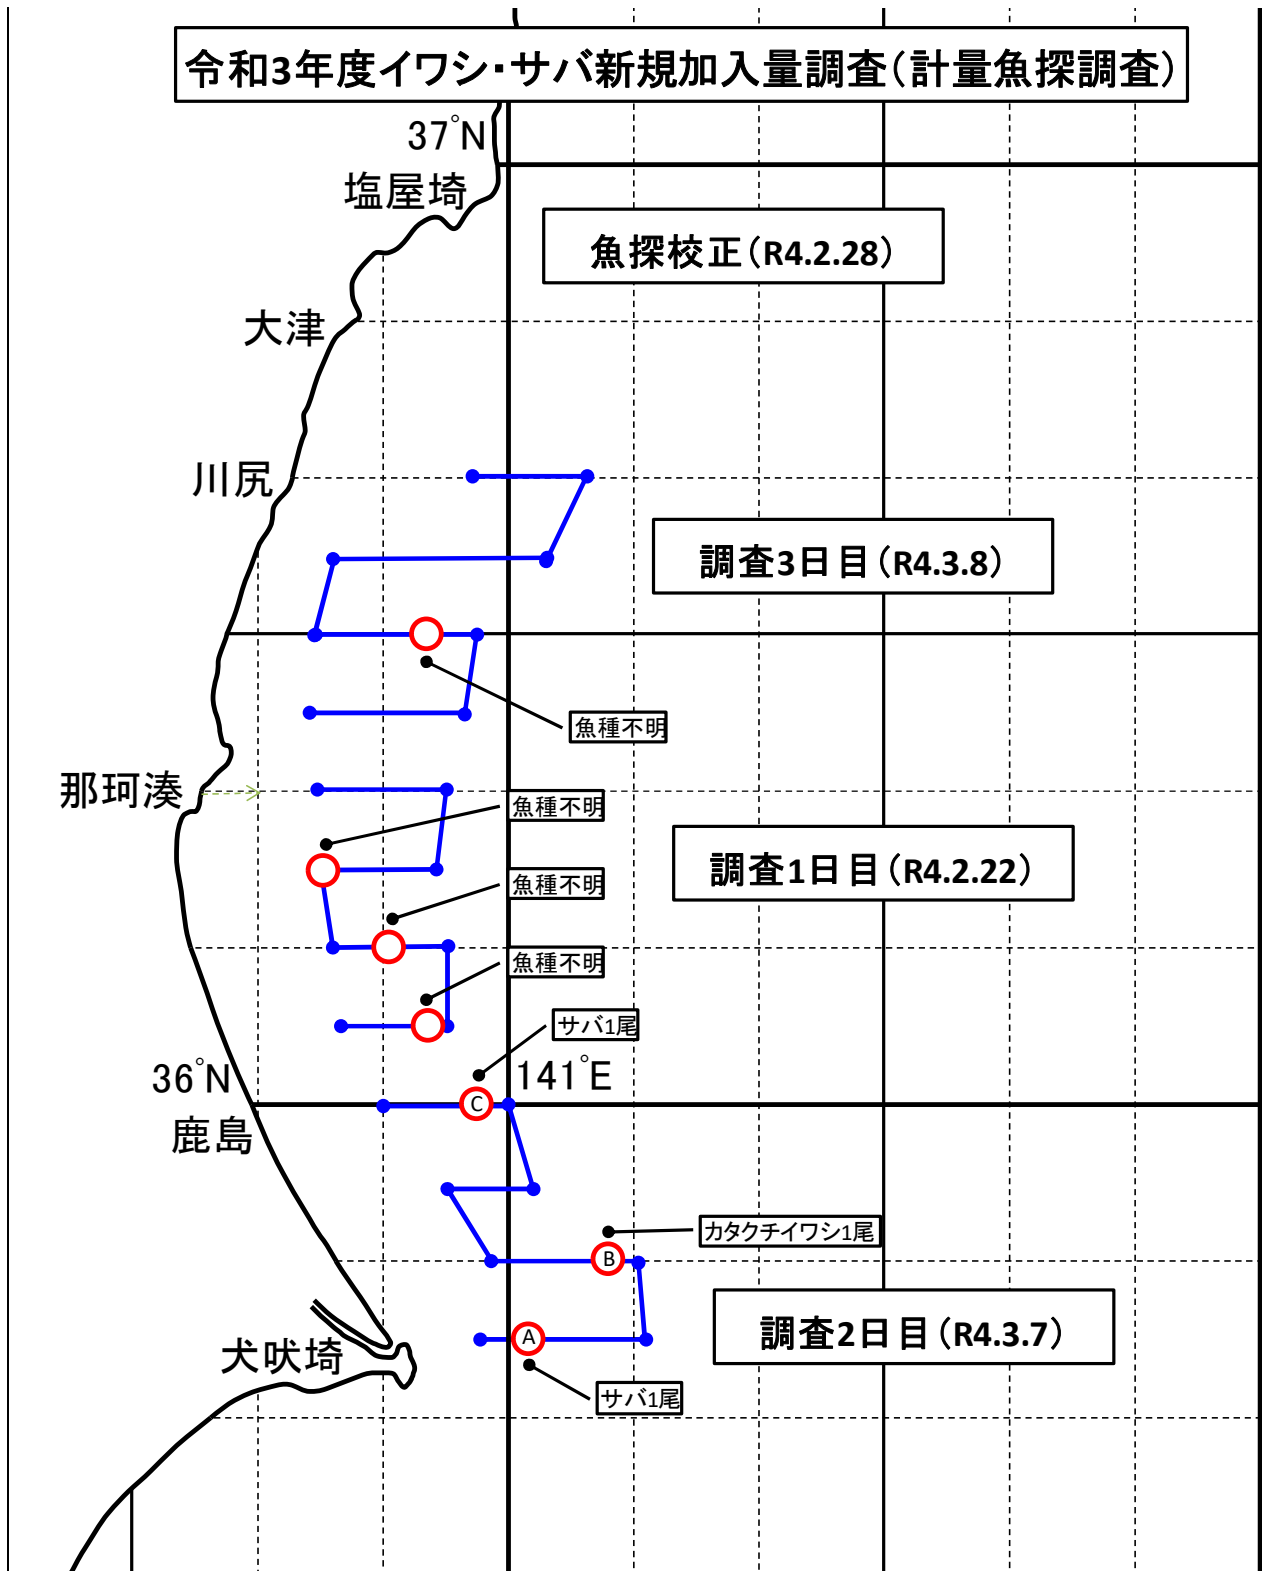 令和3年度イワシ・サバ新規加入量調査(計量魚探調査)
37°N
塩屋埼
魚探校正(R4.2.28)
大津
川尻
調査3日目(R4.3.8)
魚種不明
那珂湊
魚種不明
調査1日目(R4.2.22)
魚種不明
魚種不明
サバ1尾
36°N
141°E
C
鹿島
カタクチイワシ1尾
B
調査2日目(R4.3.7)
A
犬吠埼
サバ1尾